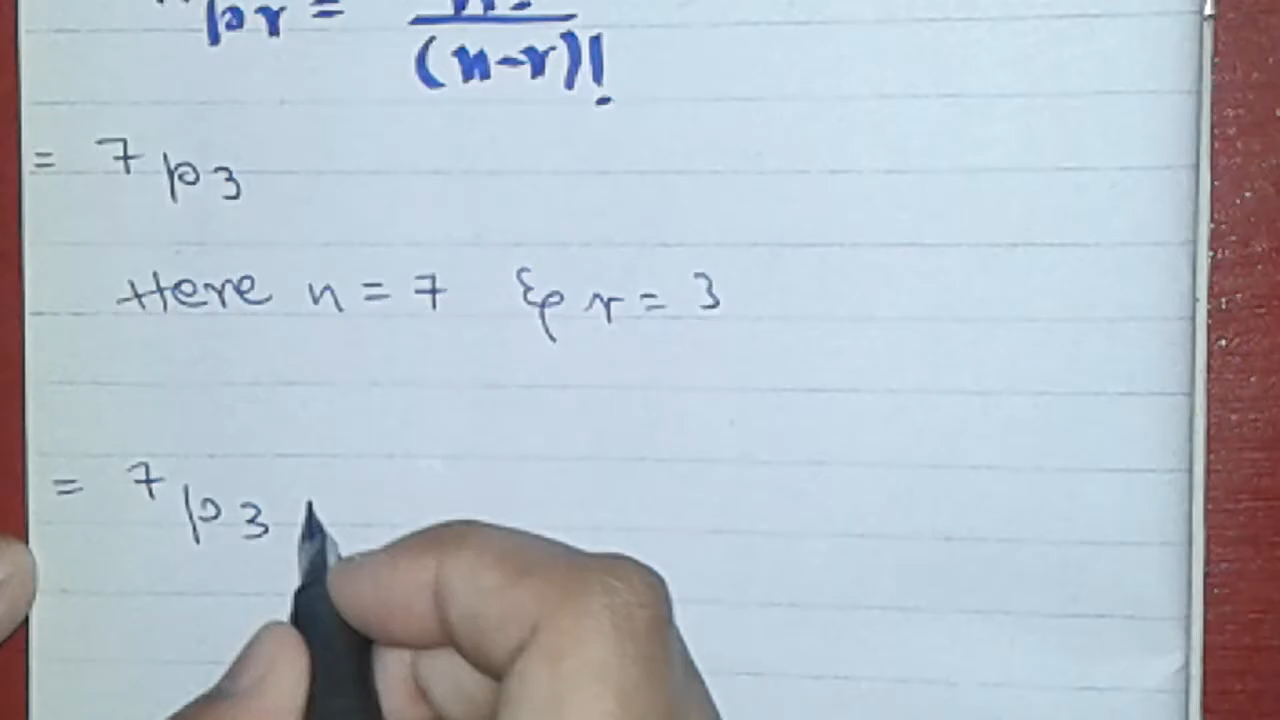 pr =
(n-r)!
= 7p3
Here n = 7 & r = 3
= 7p3